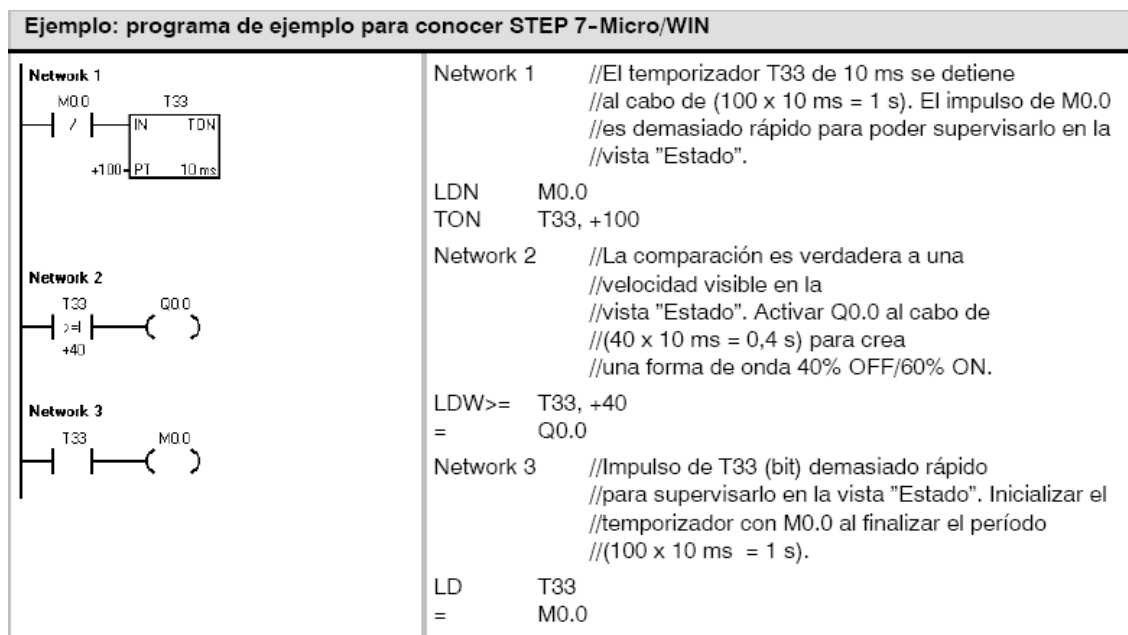 Ejemplo: programa de ejemplo para conocer STEP 7-Micro/WIN
Network 1
M0.0 T33
/ IN TON
+100 PT 10 ms
Network 2
T33 Q0.0
>=I
+40
Network 3
T33 M0.0
Network 1 //El temporizador T33 de 10 ms se detiene
//al cabo de (100 x 10 ms = 1 s). El impulso de M0.0
//es demasiado rápido para poder supervisarlo en la
//vista ”Estado”.
LDN M0.0
TON T33, +100
Network 2 //La comparación es verdadera a una
//velocidad visible en la
//vista ”Estado”. Activar Q0.0 al cabo de
//(40 x 10 ms = 0,4 s) para crea
//una forma de onda 40% OFF/60% ON.
LDW>= T33, +40
= Q0.0
Network 3 //Impulso de T33 (bit) demasiado rápido
//para supervisarlo en la vista ”Estado”. Inicializar el
//temporizador con M0.0 al finalizar el período
//(100 x 10 ms = 1 s).
LD T33
= M0.0